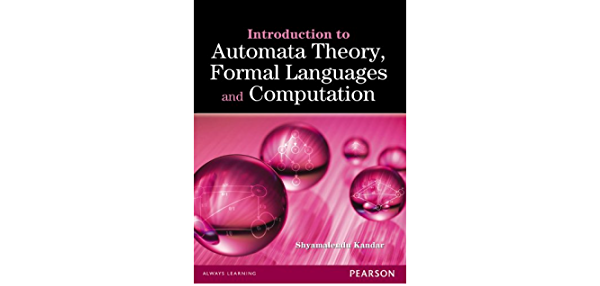 Introduction to
Automata Theory,
Formal Languages
and Computation
Shyamalendu Kandar
ALWAYS LEARNING
PEARSON